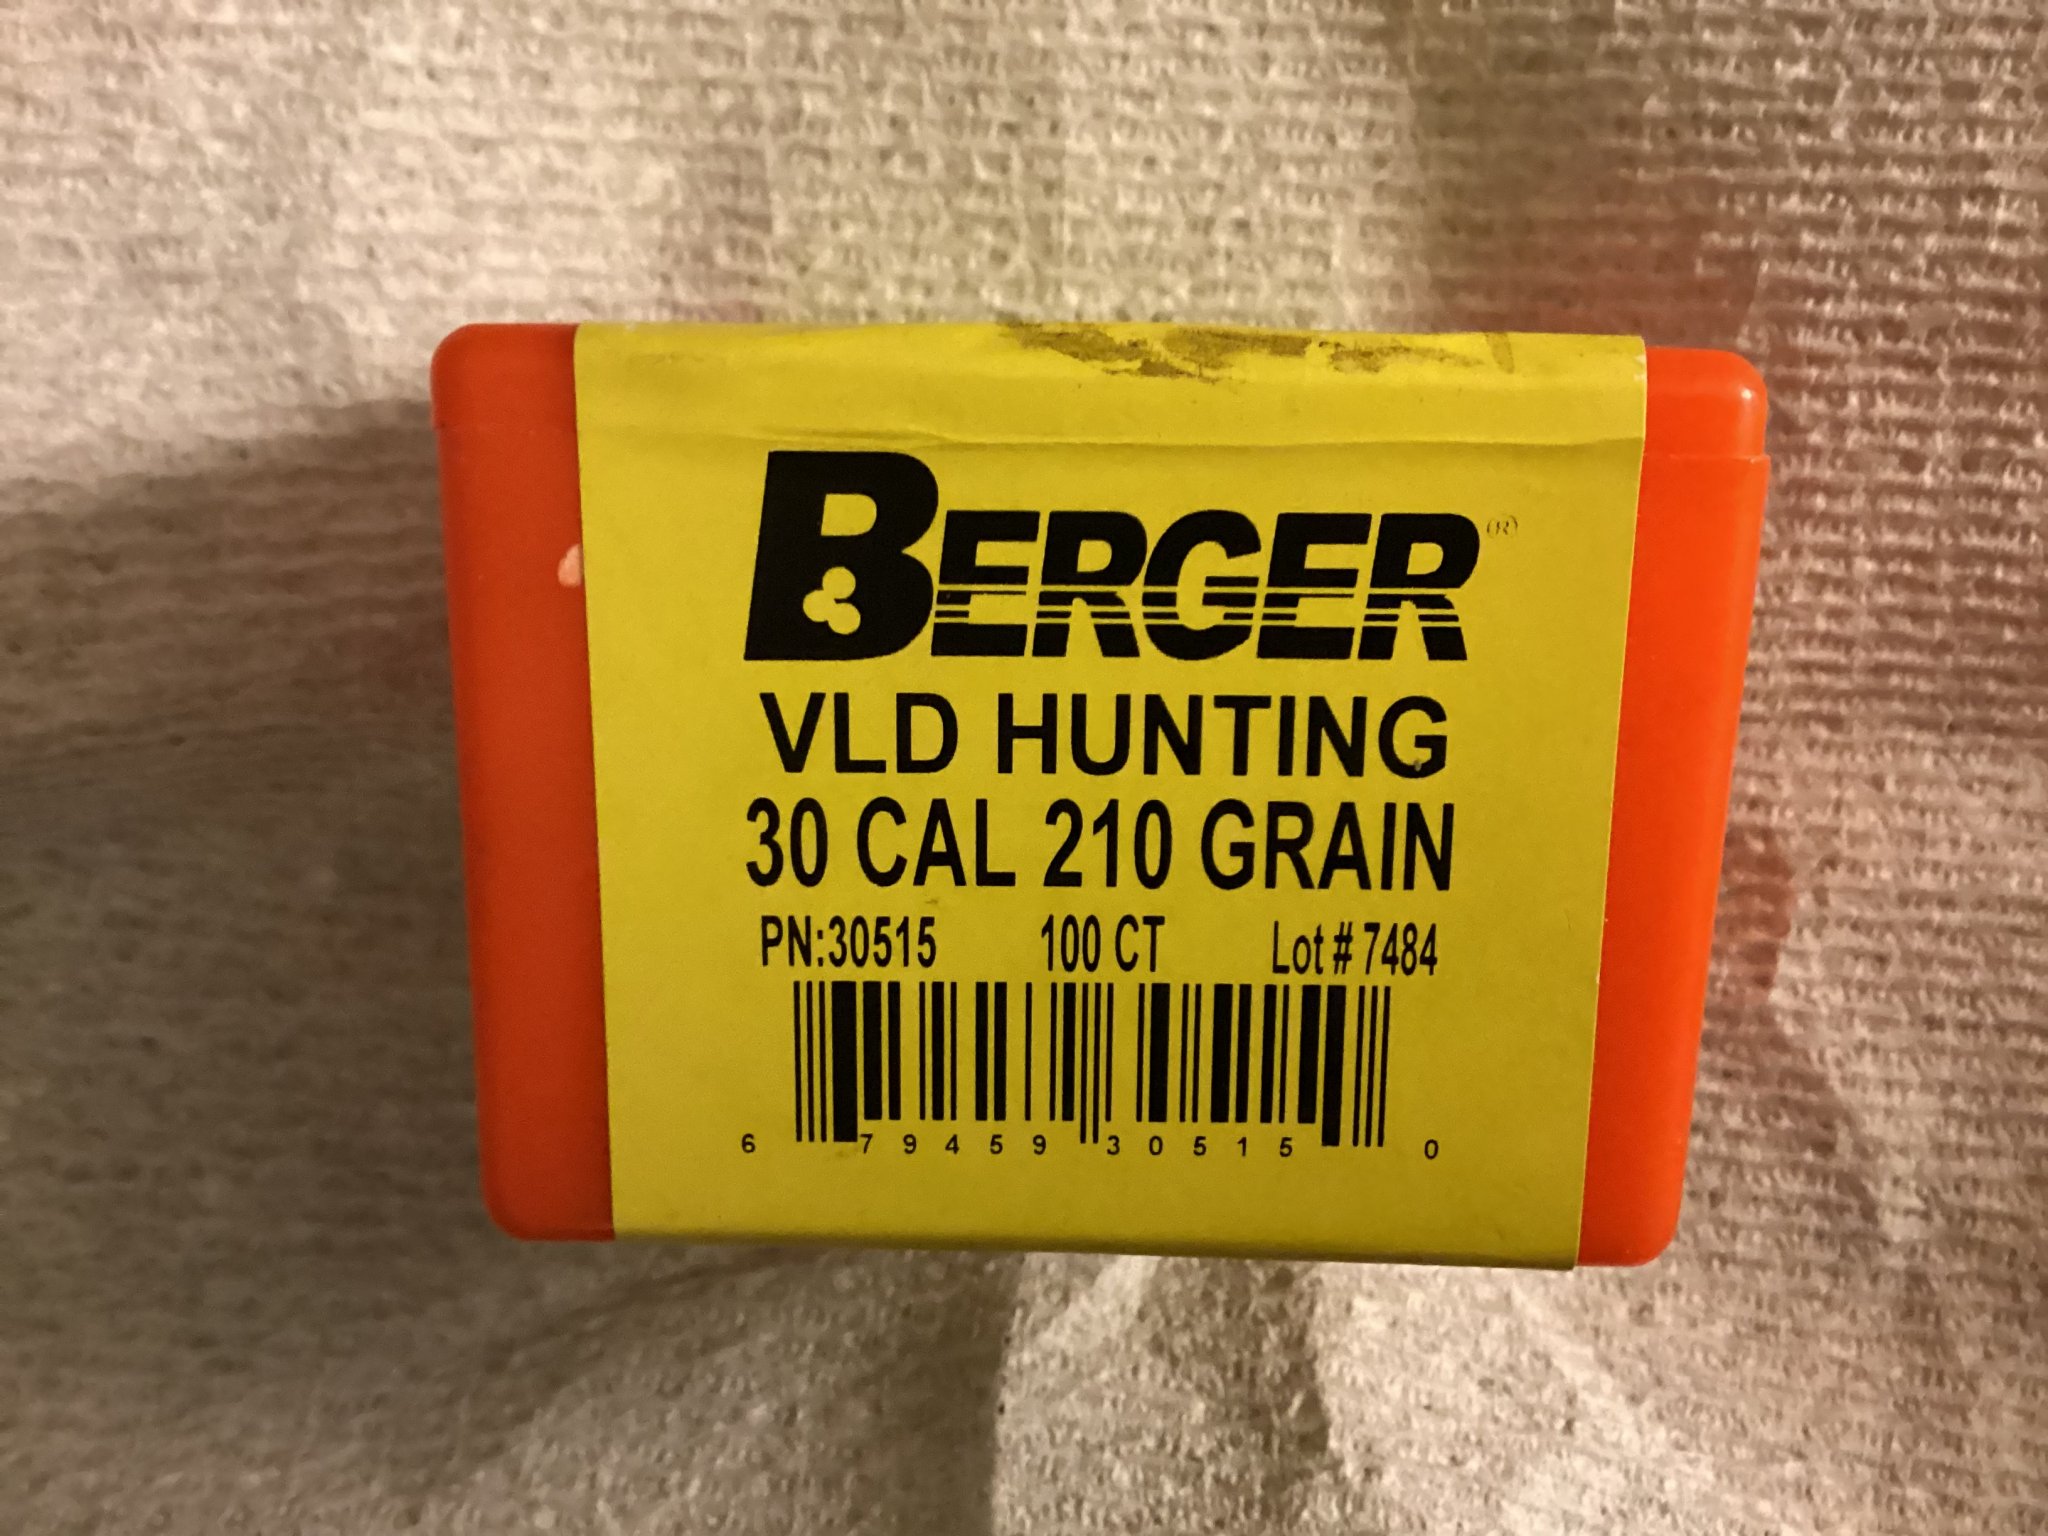 BERGER®
VLD HUNTING
30 CAL 210 GRAIN
PN:30515 100 CT Lot # 7484
6 79459 30515 0